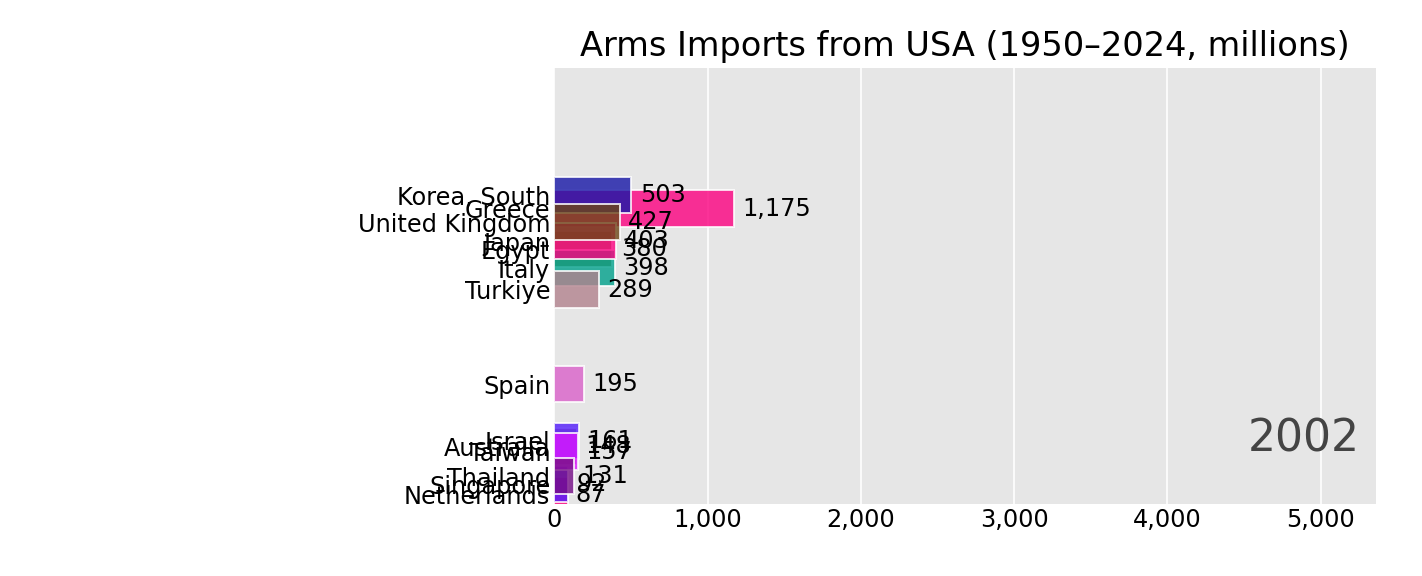 Arms Imports from USA (1950–2024, millions)
Korea, South 503
Greece 1,175
United Kingdom 427
Japan 403
Egypt 380
Italy 398
Turkiye 289
Spain 195
Israel 161
Australia 148
Taiwan 137
Thailand 131
Singapore 92
Netherlands 87
2002
0 1,000 2,000 3,000 4,000 5,000